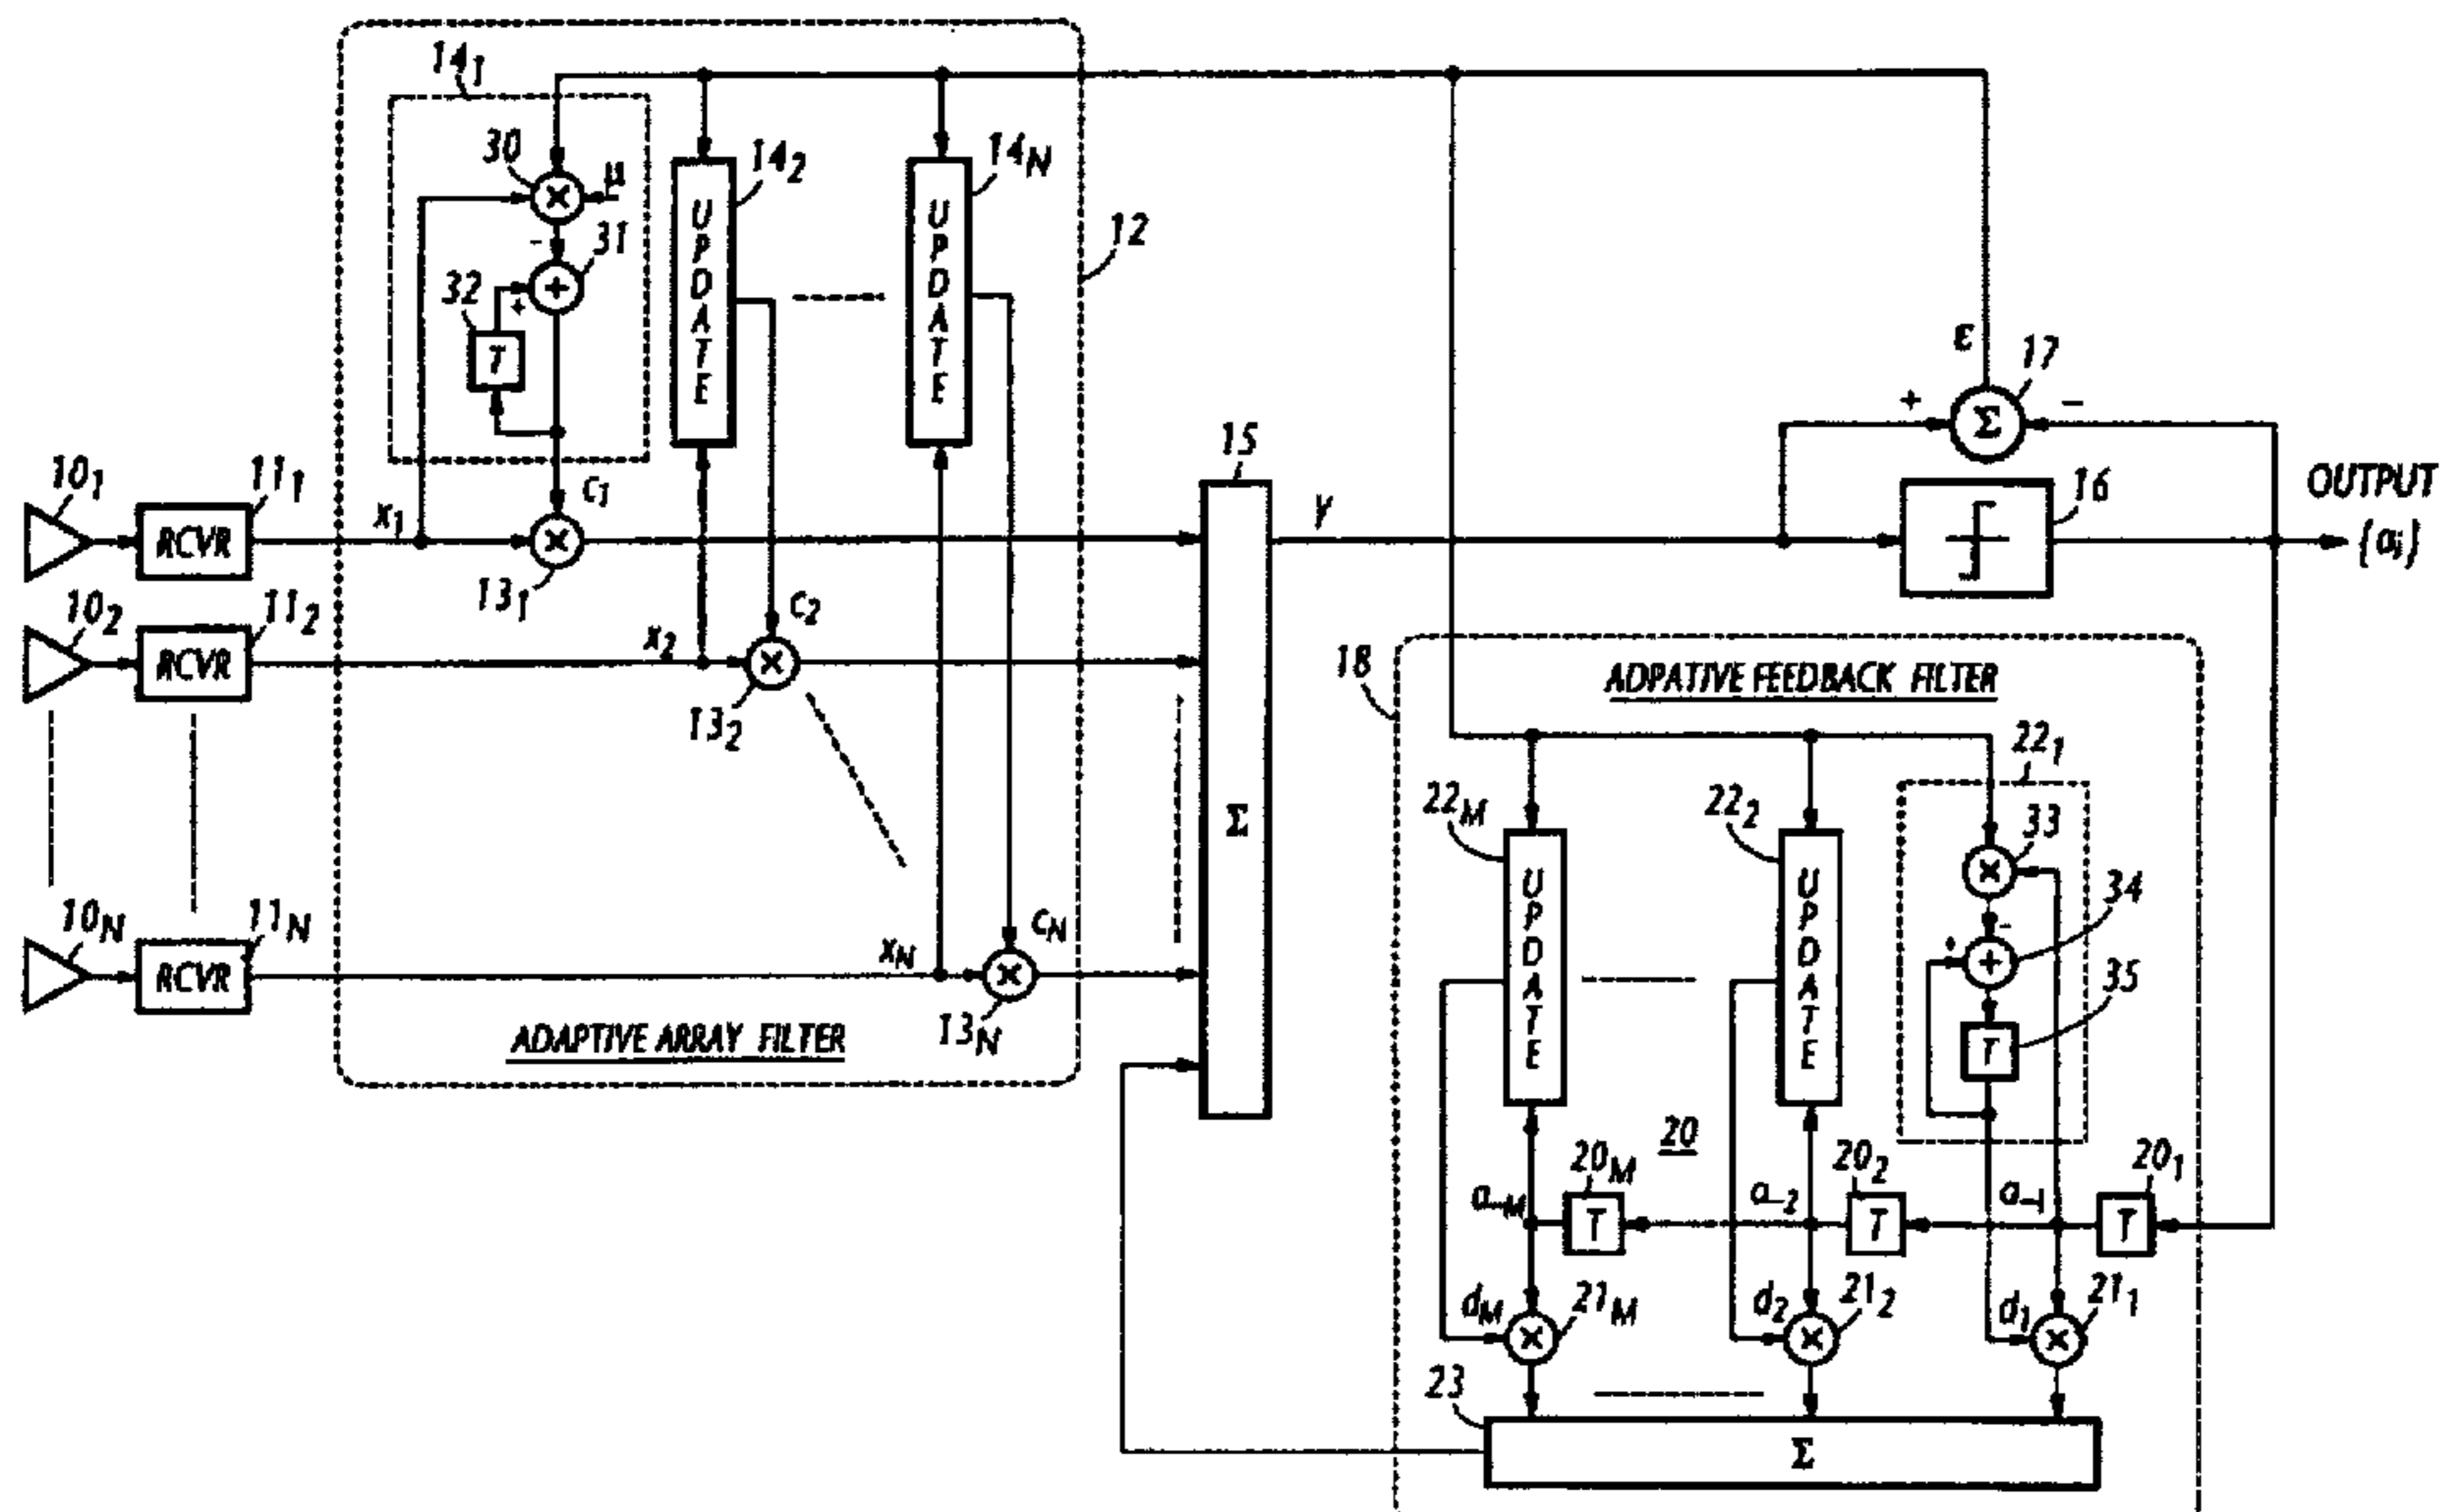 14₁
30
μ
31
32
T
14₂
UPDATE
14N
UPDATE
12
ε
17
+
−
Σ
10₁
11₁
RCVR
x₁
c₁
13₁
15
y
16
OUTPUT
{aⱼ}
10₂
11₂
RCVR
x₂
c₂
13₂
18
ADPATIVE FEEDBACK FILTER
22₁
22M
UPDATE
22₂
UPDATE
33
34
35
T
Σ
10N
11N
RCVR
xN
cN
13N
ADAPTIVE ARRAY FILTER
20
a₋M
20M
T
a₋₂
20₂
T
a₋₁
20₁
T
dM
21M
d₂
21₂
d₁
21₁
23
Σ